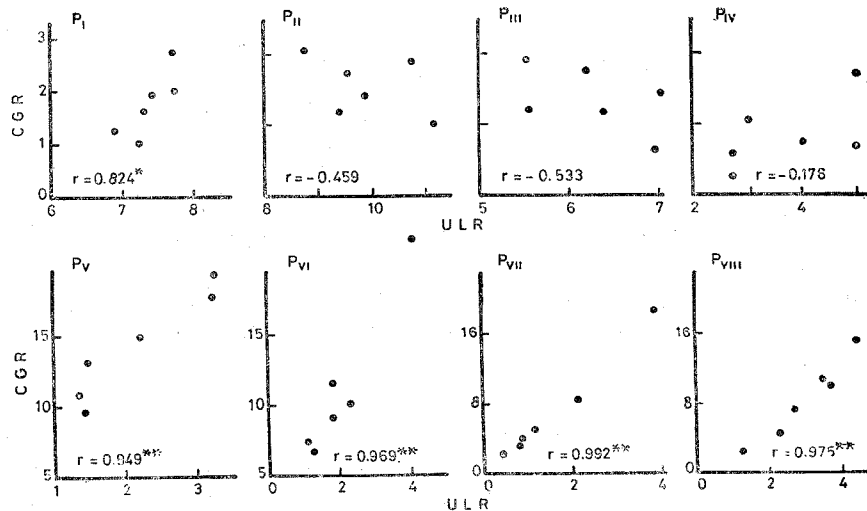 P_I P_II P_III P_IV
3
2
1
0
CGR
r = 0.824* r = -0.459 r = -0.533 r = -0.176
6 7 8 8 10 5 6 7 2 4 6
ULR
P_V P_VI P_VII P_VIII
15 15 16 16
10 10 8 8
5 5 0 0
CGR
r = 0.949** r = 0.969** r = 0.992** r = 0.975**
1 2 3 0 2 4 0 2 4 0 2 4
ULR